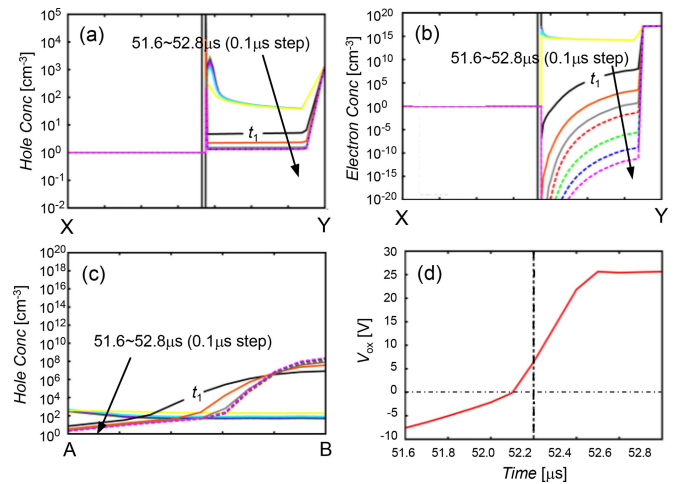 (a)
51.6~52.8μs (0.1μs step)
t1
Hole Conc [cm-3]
10^5
10^4
10^3
10^2
10^1
10^0
10^-1
10^-2
X
Y
(b)
51.6~52.8μs (0.1μs step)
t1
Electron Conc [cm-3]
10^20
10^15
10^10
10^5
10^0
10^-5
10^-10
10^-15
10^-20
X
Y
(c)
51.6~52.8μs (0.1μs step)
t1
Hole Conc [cm-3]
10^20
10^18
10^16
10^14
10^12
10^10
10^8
10^6
10^4
10^2
10^0
A
B
(d)
Vox [V]
30
25
20
15
10
5
0
-5
-10
51.6
51.8
52.0
52.2
52.4
52.6
52.8
Time [μs]